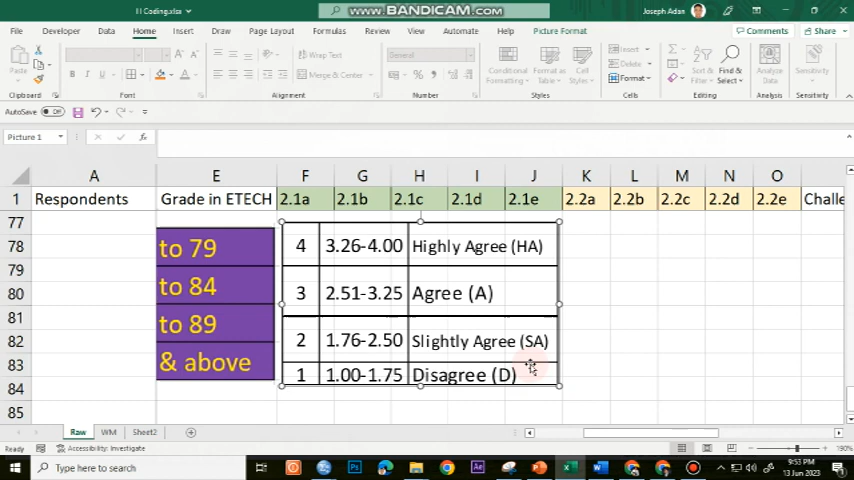 I I Coding.xlsx
www.BANDICAM.com
Joseph Adan
File Developer Home Insert Draw Page Layout Formulas Data Review View Automate Help Picture Format Comments Share
Paste
B I U
Wrap Text
Merge & Center
General
Conditional Formatting
Format as Table
Cell Styles
Insert
Delete
Format
Sort & Filter
Find & Select
Analyze Data
Sensitivity
Clipboard Font Alignment Number Styles Cells Editing Analysis Sensitivity
AutoSave Off
Picture 1 fx
A E F G H I J K L M N O
1 Respondents Grade in ETECH 2.1a 2.1b 2.1c 2.1d 2.1e 2.2a 2.2b 2.2c 2.2d 2.2e Challe
77
78 to 79 4 3.26-4.00 Highly Agree (HA)
79
80 to 84 3 2.51-3.25 Agree (A)
81
82 to 89 2 1.76-2.50 Slightly Agree (SA)
83 & above 1 1.00-1.75 Disagree (D)
84
85
Raw WM Sheet2
Ready Accessibility: Investigate 190%
Type here to search
9:53 PM
13 Jun 2023